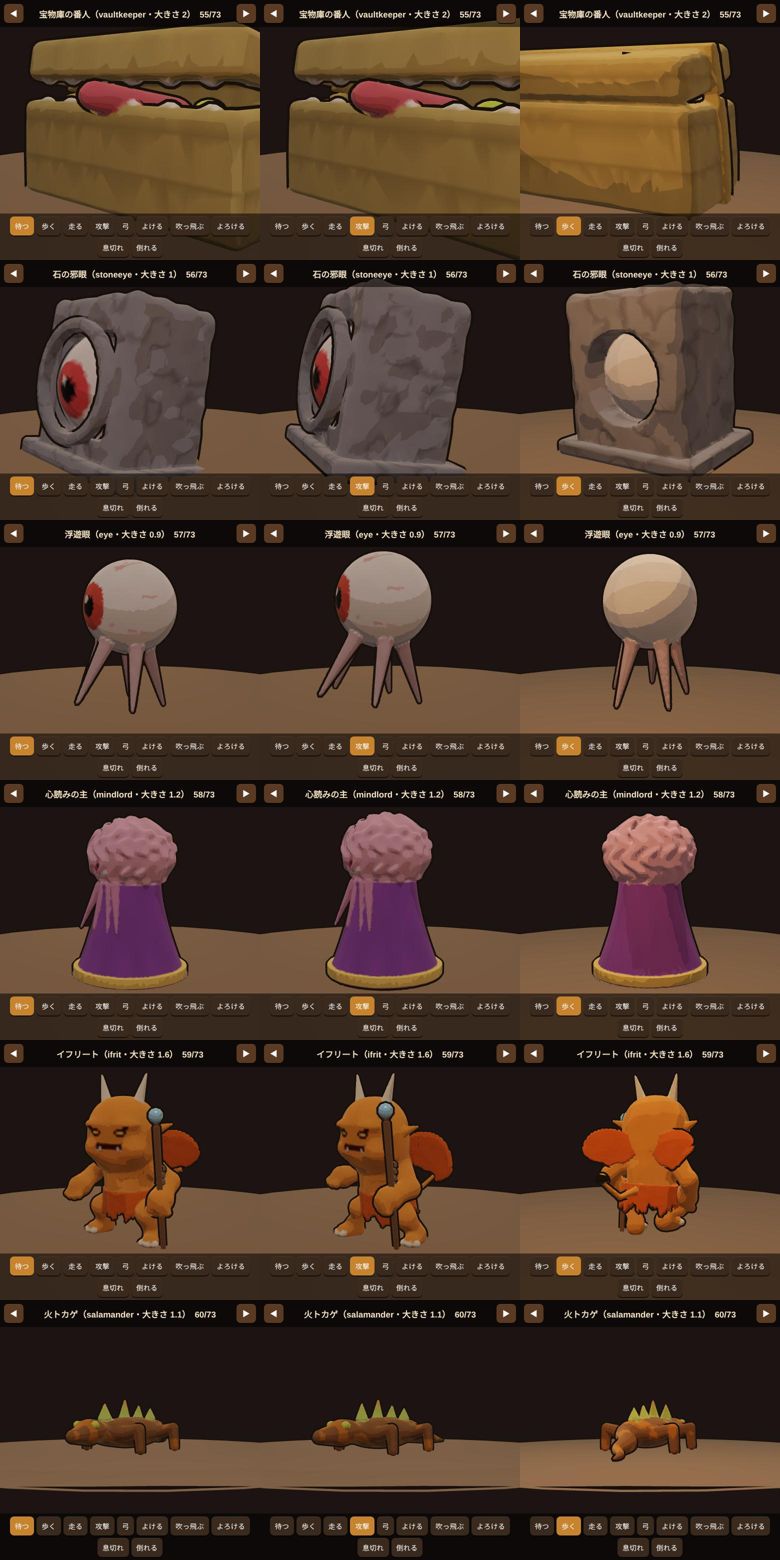 ◀ 宝物庫の番人（vaultkeeper・大きさ 2） 55/73 ▶
待つ 歩く 走る 攻撃 弓 よける 吹っ飛ぶ よろける
息切れ 倒れる
◀ 宝物庫の番人（vaultkeeper・大きさ 2） 55/73 ▶
待つ 歩く 走る 攻撃 弓 よける 吹っ飛ぶ よろける
息切れ 倒れる
◀ 宝物庫の番人（vaultkeeper・大きさ 2） 55/73 ▶
待つ 歩く 走る 攻撃 弓 よける 吹っ飛ぶ よろける
息切れ 倒れる
◀ 石の邪眼（stoneeye・大きさ 1） 56/73 ▶
待つ 歩く 走る 攻撃 弓 よける 吹っ飛ぶ よろける
息切れ 倒れる
◀ 石の邪眼（stoneeye・大きさ 1） 56/73 ▶
待つ 歩く 走る 攻撃 弓 よける 吹っ飛ぶ よろける
息切れ 倒れる
◀ 石の邪眼（stoneeye・大きさ 1） 56/73 ▶
待つ 歩く 走る 攻撃 弓 よける 吹っ飛ぶ よろける
息切れ 倒れる
◀ 浮遊眼（eye・大きさ 0.9） 57/73 ▶
待つ 歩く 走る 攻撃 弓 よける 吹っ飛ぶ よろける
息切れ 倒れる
◀ 浮遊眼（eye・大きさ 0.9） 57/73 ▶
待つ 歩く 走る 攻撃 弓 よける 吹っ飛ぶ よろける
息切れ 倒れる
◀ 浮遊眼（eye・大きさ 0.9） 57/73 ▶
待つ 歩く 走る 攻撃 弓 よける 吹っ飛ぶ よろける
息切れ 倒れる
◀ 心読みの主（mindlord・大きさ 1.2） 58/73 ▶
待つ 歩く 走る 攻撃 弓 よける 吹っ飛ぶ よろける
息切れ 倒れる
◀ 心読みの主（mindlord・大きさ 1.2） 58/73 ▶
待つ 歩く 走る 攻撃 弓 よける 吹っ飛ぶ よろける
息切れ 倒れる
◀ 心読みの主（mindlord・大きさ 1.2） 58/73 ▶
待つ 歩く 走る 攻撃 弓 よける 吹っ飛ぶ よろける
息切れ 倒れる
◀ イフリート（ifrit・大きさ 1.6） 59/73 ▶
待つ 歩く 走る 攻撃 弓 よける 吹っ飛ぶ よろける
息切れ 倒れる
◀ イフリート（ifrit・大きさ 1.6） 59/73 ▶
待つ 歩く 走る 攻撃 弓 よける 吹っ飛ぶ よろける
息切れ 倒れる
◀ イフリート（ifrit・大きさ 1.6） 59/73 ▶
待つ 歩く 走る 攻撃 弓 よける 吹っ飛ぶ よろける
息切れ 倒れる
◀ 火トカゲ（salamander・大きさ 1.1） 60/73 ▶
待つ 歩く 走る 攻撃 弓 よける 吹っ飛ぶ よろける
息切れ 倒れる
◀ 火トカゲ（salamander・大きさ 1.1） 60/73 ▶
待つ 歩く 走る 攻撃 弓 よける 吹っ飛ぶ よろける
息切れ 倒れる
◀ 火トカゲ（salamander・大きさ 1.1） 60/73 ▶
待つ 歩く 走る 攻撃 弓 よける 吹っ飛ぶ よろける
息切れ 倒れる